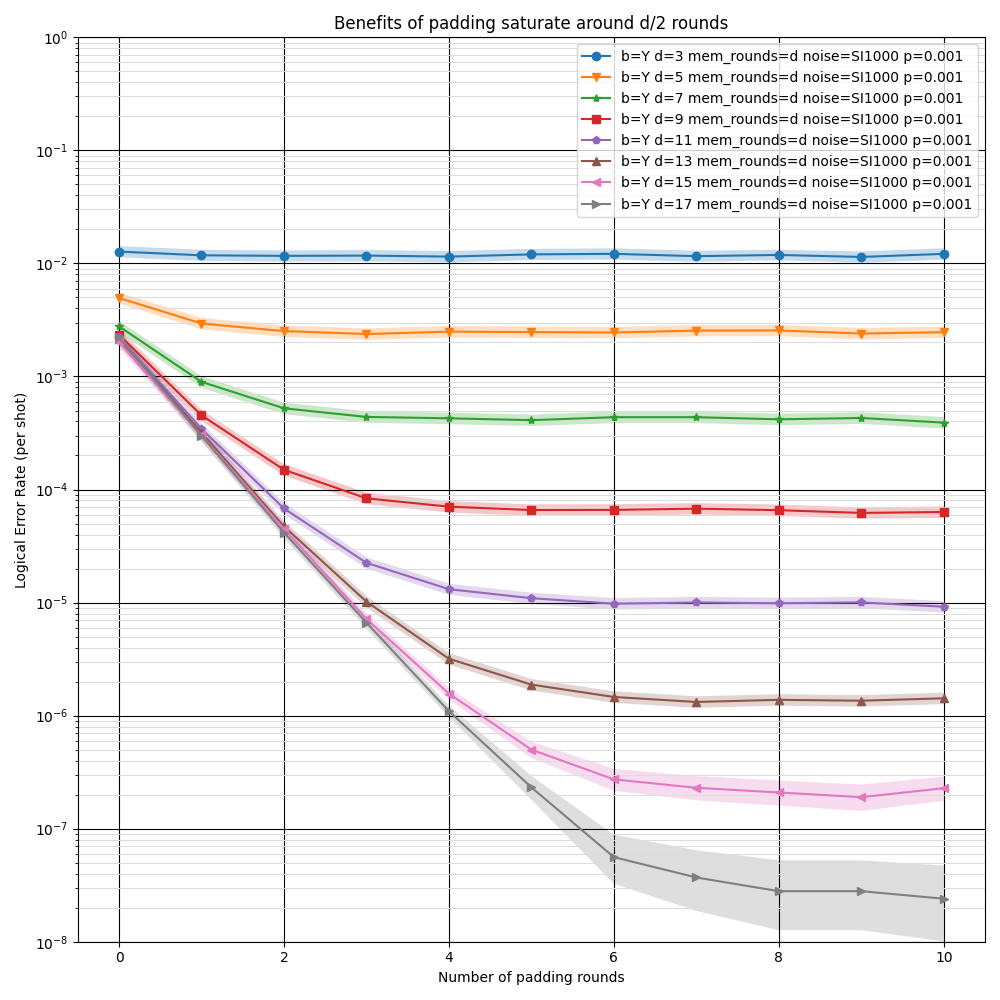 Benefits of padding saturate around d/2 rounds
10^0
10^-1
10^-2
10^-3
10^-4
10^-5
10^-6
10^-7
10^-8
Logical Error Rate (per shot)
b=Y d=3 mem_rounds=d noise=SI1000 p=0.001
b=Y d=5 mem_rounds=d noise=SI1000 p=0.001
b=Y d=7 mem_rounds=d noise=SI1000 p=0.001
b=Y d=9 mem_rounds=d noise=SI1000 p=0.001
b=Y d=11 mem_rounds=d noise=SI1000 p=0.001
b=Y d=13 mem_rounds=d noise=SI1000 p=0.001
b=Y d=15 mem_rounds=d noise=SI1000 p=0.001
b=Y d=17 mem_rounds=d noise=SI1000 p=0.001
0 2 4 6 8 10
Number of padding rounds